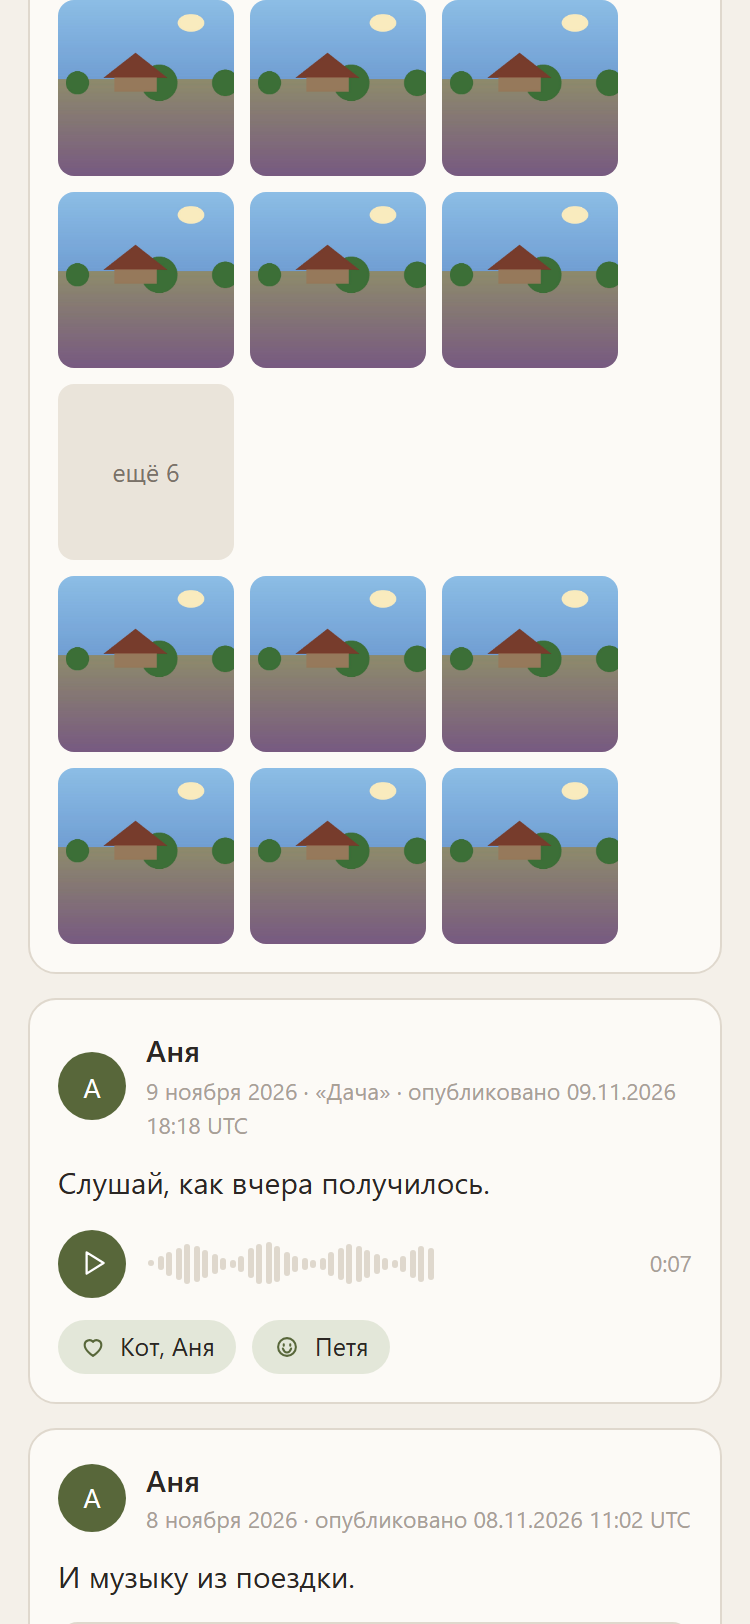 ещё 6
А
Аня
9 ноября 2026 · «Дача» · опубликовано 09.11.2026
18:18 UTC
Слушай, как вчера получилось.
0:07
Кот, Аня
Петя
А
Аня
8 ноября 2026 · опубликовано 08.11.2026 11:02 UTC
И музыку из поездки.